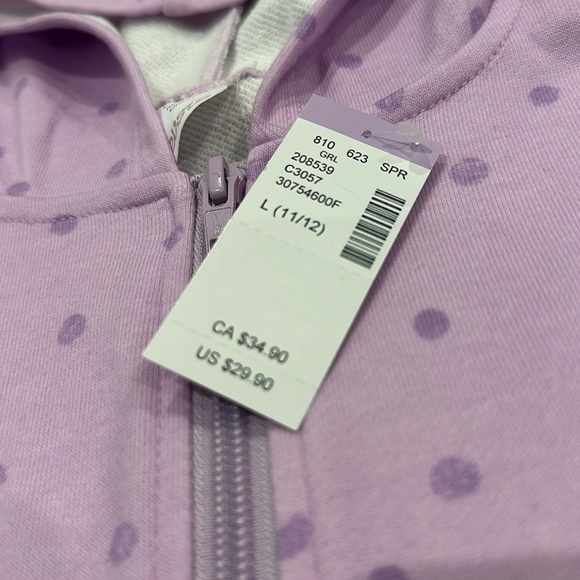 810 623 SPR
GRL
208539
C3057
30754600F
L (11/12)
CA $34.90
US $29.90